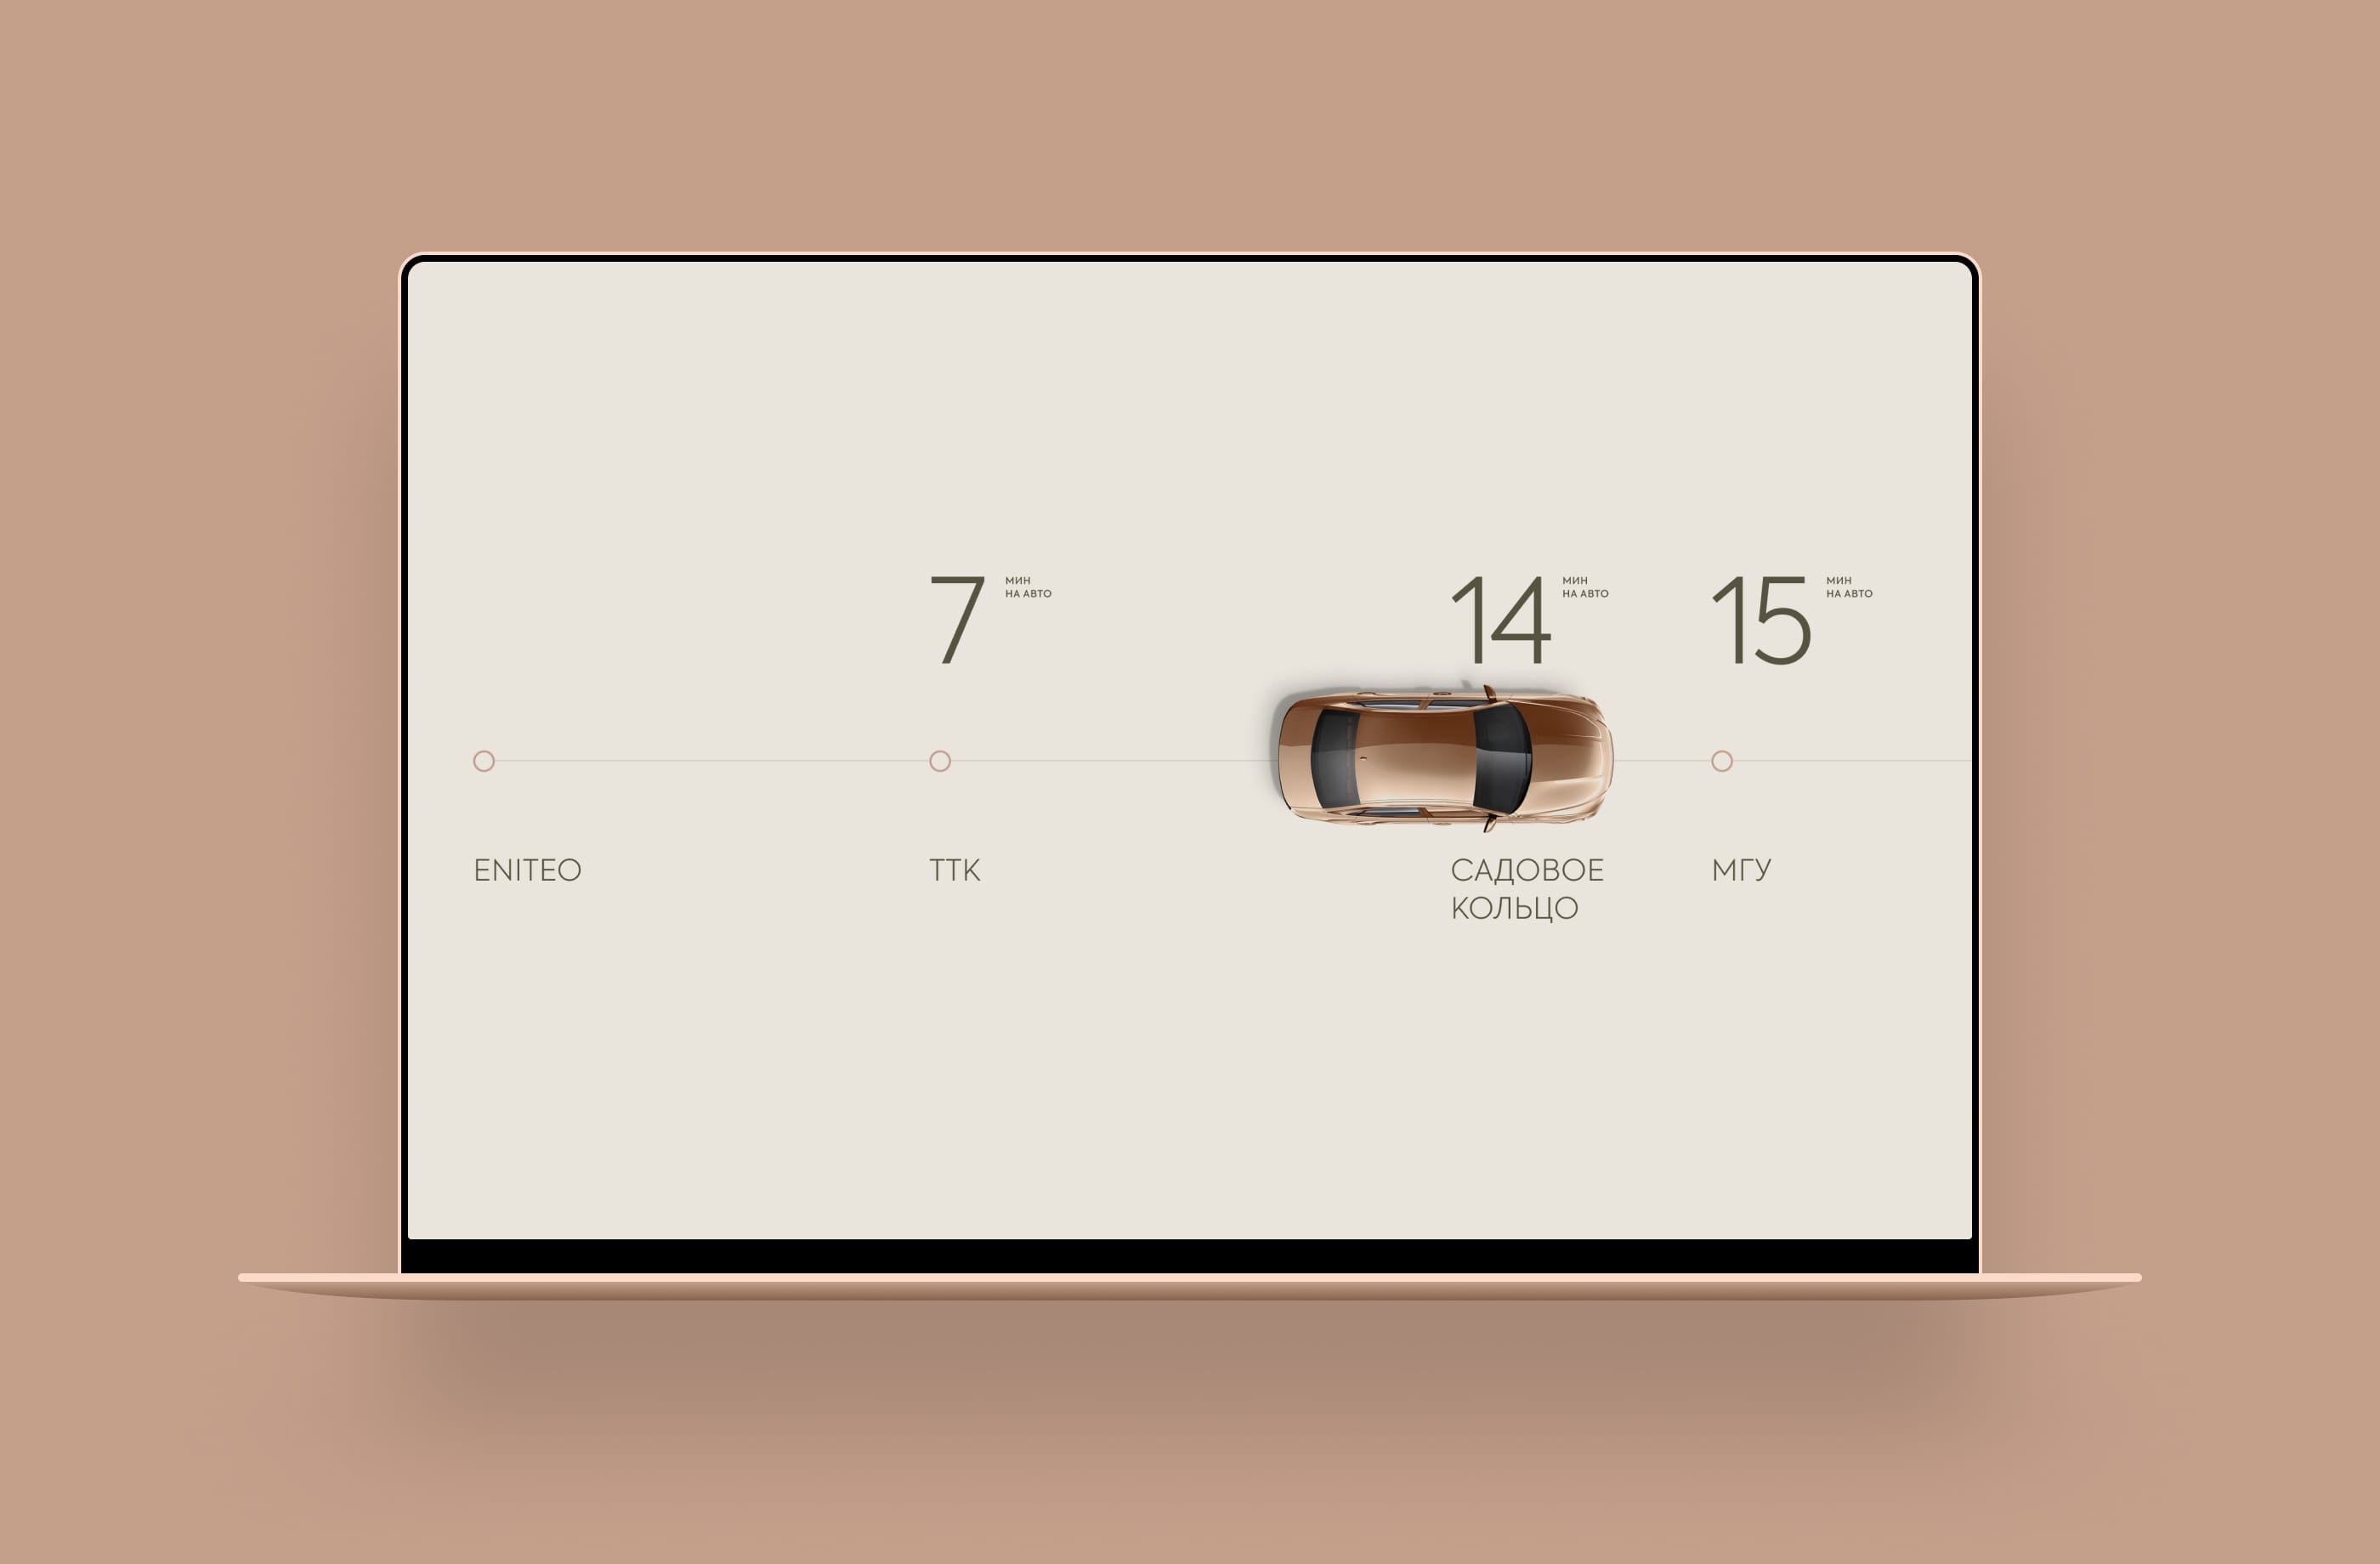 7 МИН
НА АВТО
14 МИН
НА АВТО
15 МИН
НА АВТО
ENITEO
ТТК
САДОВОЕ
КОЛЬЦО
МГУ